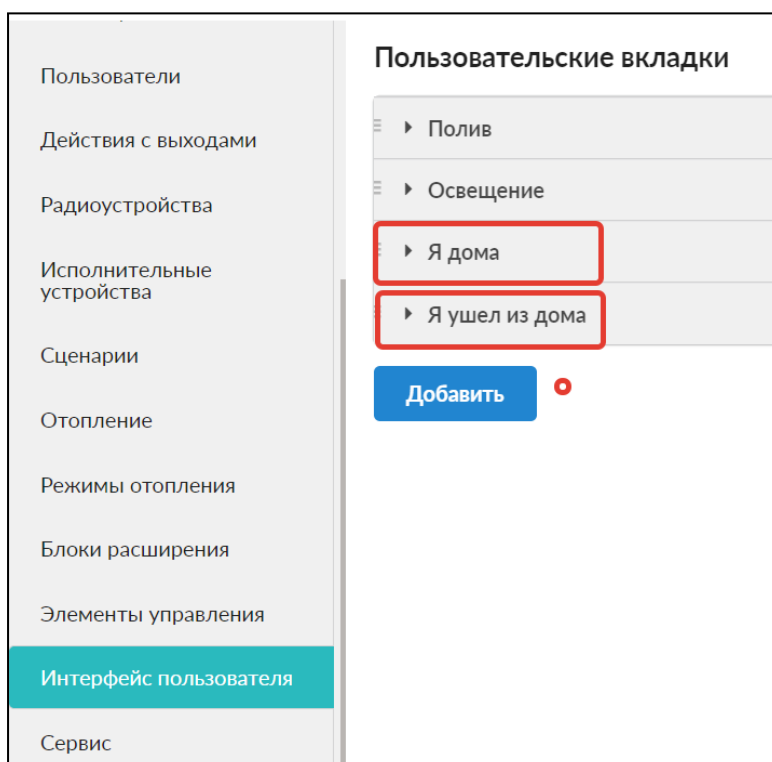 Пользователи
Действия с выходами
Радиоустройства
Исполнительные
устройства
Сценарии
Отопление
Режимы отопления
Блоки расширения
Элементы управления
Интерфейс пользователя
Сервис
Пользовательские вкладки
Полив
Освещение
Я дома
Я ушел из дома
Добавить